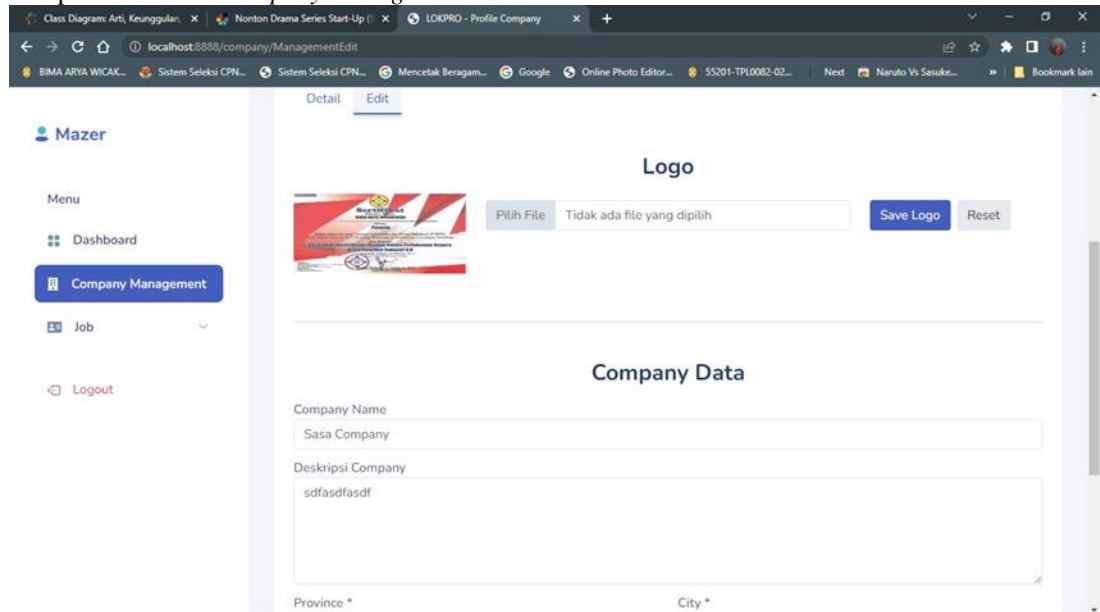 Class Diagram: Arti, Keunggulan,
Nonton Drama Series Start-Up (
LOKPRO - Profile Company
localhost:8888/company/ManagementEdit
BIMA ARYA WICAK...
Sistem Seleksi CPN...
Sistem Seleksi CPN...
Mencetak Beragam...
Google
Online Photo Editor...
55201-TPL0082-02...
Next
Naruto Vs Sasuke...
»
Bookmark lain
Detail Edit
Mazer
Menu
Dashboard
Company Management
Job
Logout
Logo
Sertifikat
Pilih File Tidak ada file yang dipilih
Save Logo Reset
Company Data
Company Name
Sasa Company
Deskripsi Company
sdfasdfasdf
Province * City *